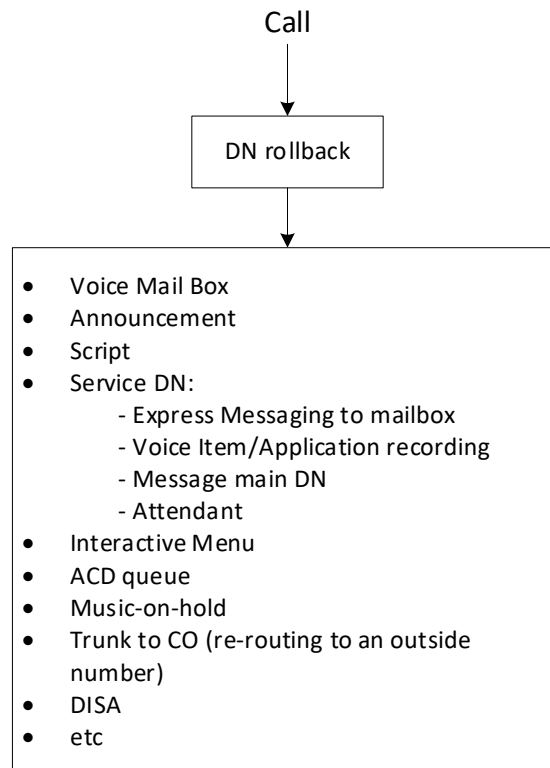 Call
DN rollback
• Voice Mail Box
• Announcement
• Script
• Service DN:
- Express Messaging to mailbox
- Voice Item/Application recording
- Message main DN
- Attendant
• Interactive Menu
• ACD queue
• Music-on-hold
• Trunk to CO (re-routing to an outside
number)
• DISA
• etc